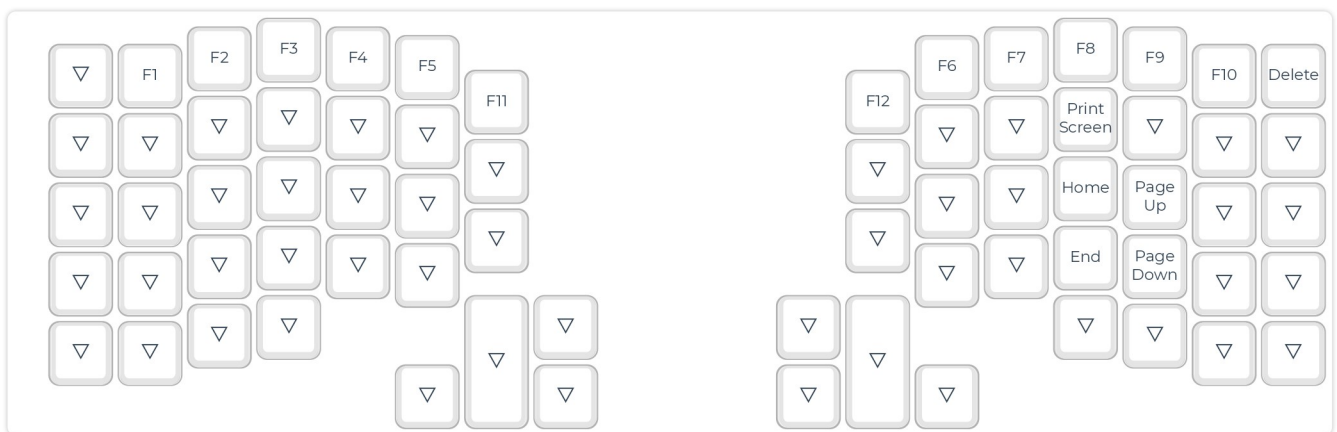 F1
F2
F3
F4
F5
F11
F12
F6
F7
F8
F9
F10
Delete
Print
Screen
Home
Page
Up
End
Page
Down